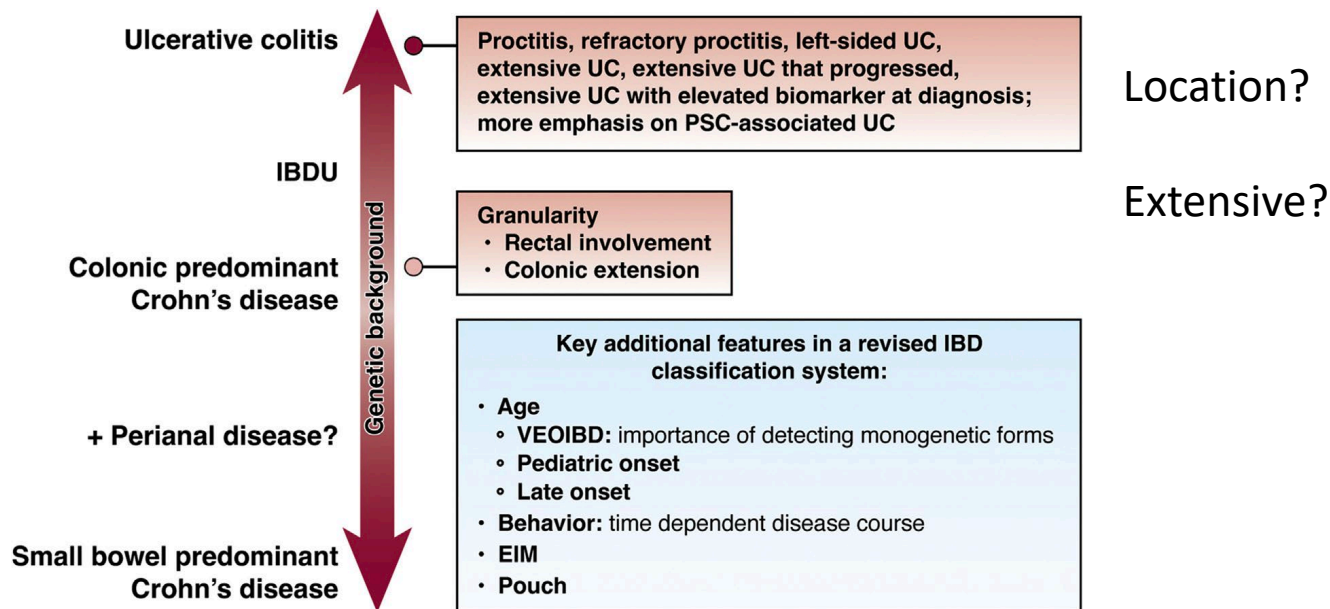 Ulcerative colitis
IBDU
Colonic predominant
Crohn's disease
+ Perianal disease?
Small bowel predominant
Crohn's disease
Genetic background
Proctitis, refractory proctitis, left-sided UC,
extensive UC, extensive UC that progressed,
extensive UC with elevated biomarker at diagnosis;
more emphasis on PSC-associated UC
Granularity
• Rectal involvement
• Colonic extension
Key additional features in a revised IBD
classification system:
• Age
∘ VEOIBD: importance of detecting monogenetic forms
∘ Pediatric onset
∘ Late onset
• Behavior: time dependent disease course
• EIM
• Pouch
Location?
Extensive?